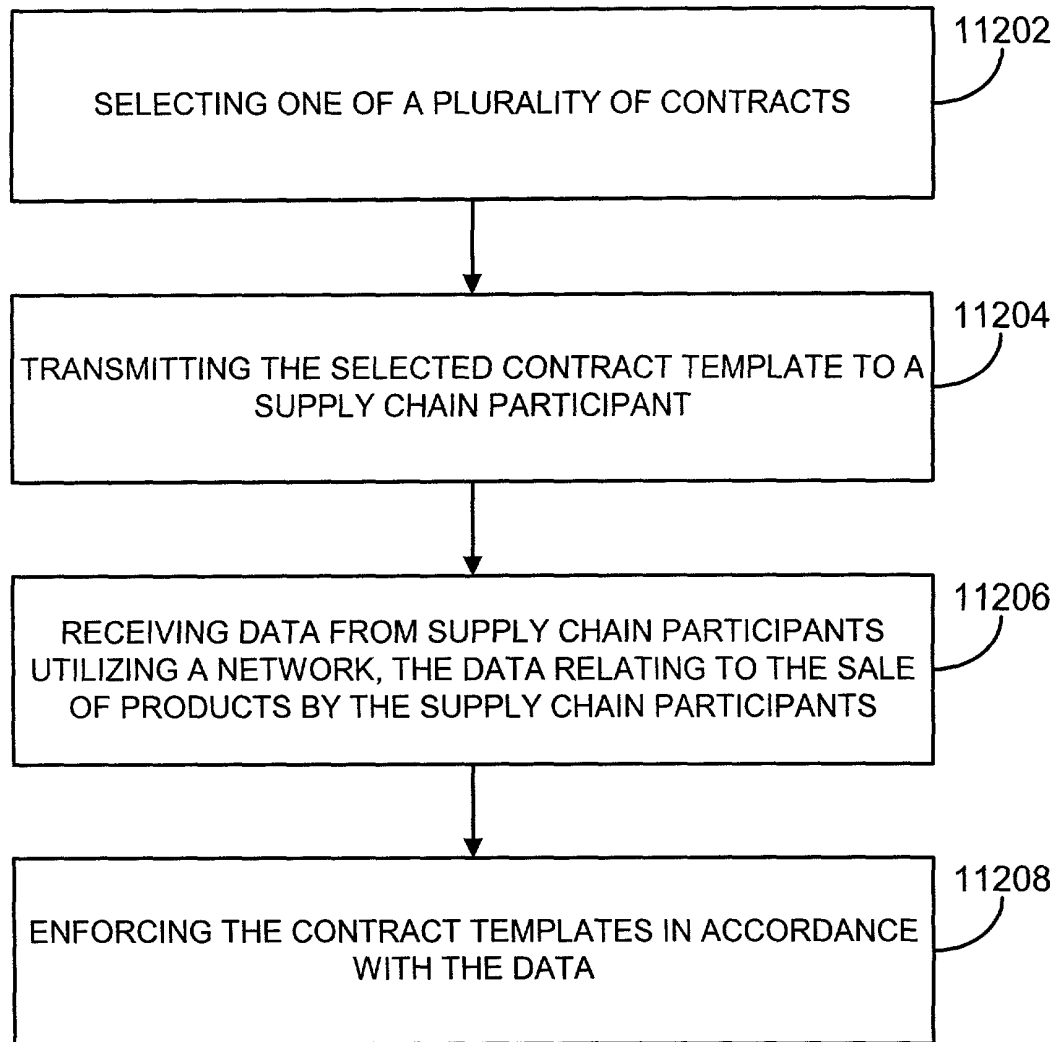 11202
SELECTING ONE OF A PLURALITY OF CONTRACTS
11204
TRANSMITTING THE SELECTED CONTRACT TEMPLATE TO A
SUPPLY CHAIN PARTICIPANT
11206
RECEIVING DATA FROM SUPPLY CHAIN PARTICIPANTS
UTILIZING A NETWORK, THE DATA RELATING TO THE SALE
OF PRODUCTS BY THE SUPPLY CHAIN PARTICIPANTS
11208
ENFORCING THE CONTRACT TEMPLATES IN ACCORDANCE
WITH THE DATA